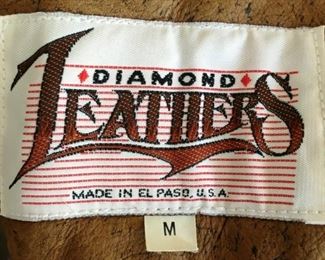 DIAMOND
LEATHERS
MADE IN EL PASO, U.S.A.
M